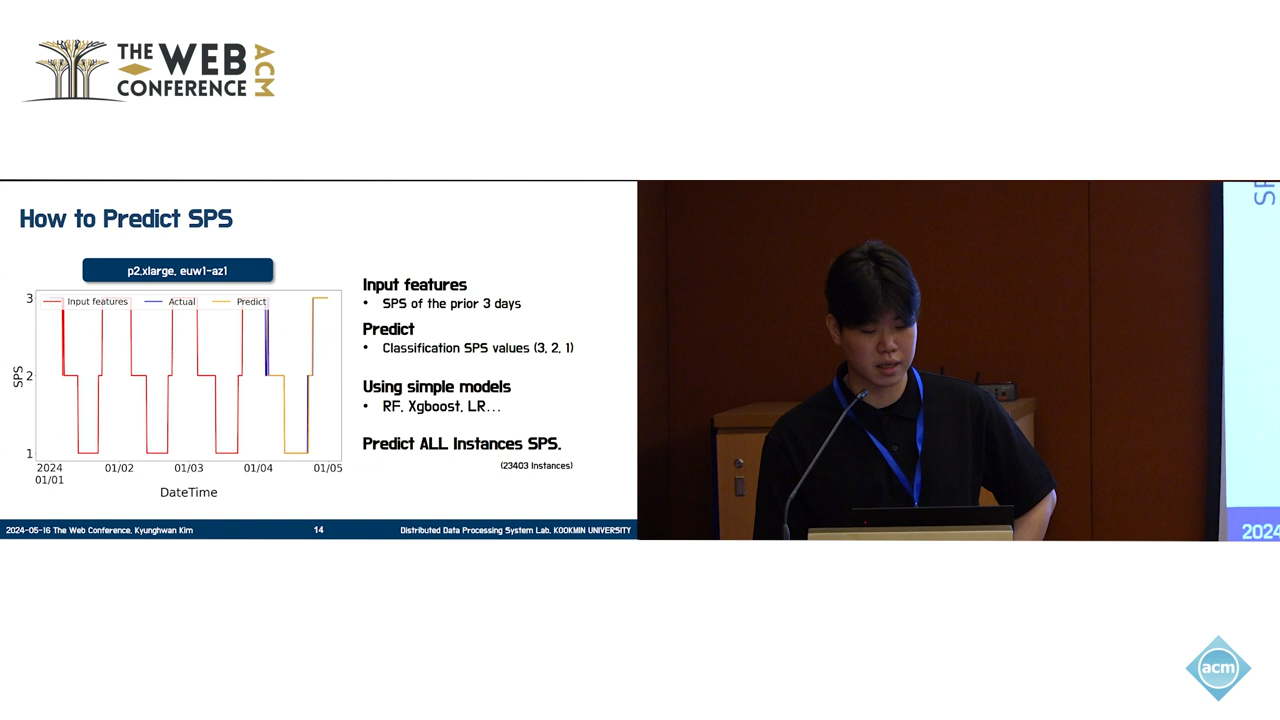 THE WEB
CONFERENCE
ACM
How to Predict SPS
p2.xlarge, euw1-az1
Input features
Actual
Predict
3
2
1
SPS
2024
01/01
01/02
01/03
01/04
01/05
DateTime
Input features
• SPS of the prior 3 days
Predict
• Classification SPS values (3, 2, 1)
Using simple models
• RF, Xgboost, LR...
Predict ALL Instances SPS.
(23403 Instances)
2024-05-16 The Web Conference, Kyunghwan Kim
14
Distributed Data Processing System Lab, KOOKMIN UNIVERSITY
2024
acm